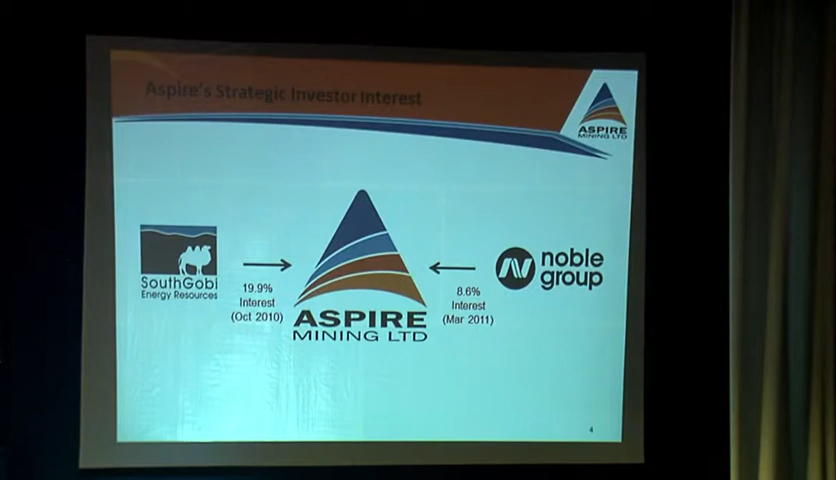 Aspire's Strategic Investor Interest
ASPIRE
MINING LTD
SouthGobi
Energy Resources
19.9%
Interest
(Oct 2010)
ASPIRE
MINING LTD
8.6%
Interest
(Mar 2011)
noble
group
4